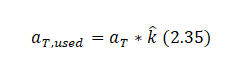 a_{T,used} = a_T * k̂ (2.35)